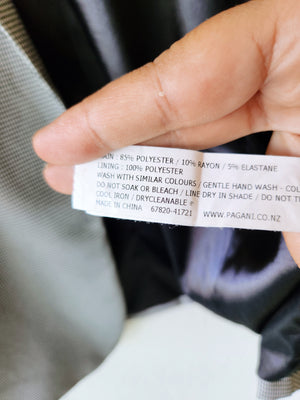 85% POLYESTER / 10% RAYON / 5% ELASTANE
LINING : 100% POLYESTER
WASH WITH SIMILAR COLOURS / GENTLE HAND WASH - COL
DO NOT SOAK OR BLEACH / LINE DRY IN SHADE / DO NOT T
COOL IRON / DRYCLEANABLE
MADE IN CHINA 67820-41721 WWW.PAGANI.CO.NZ